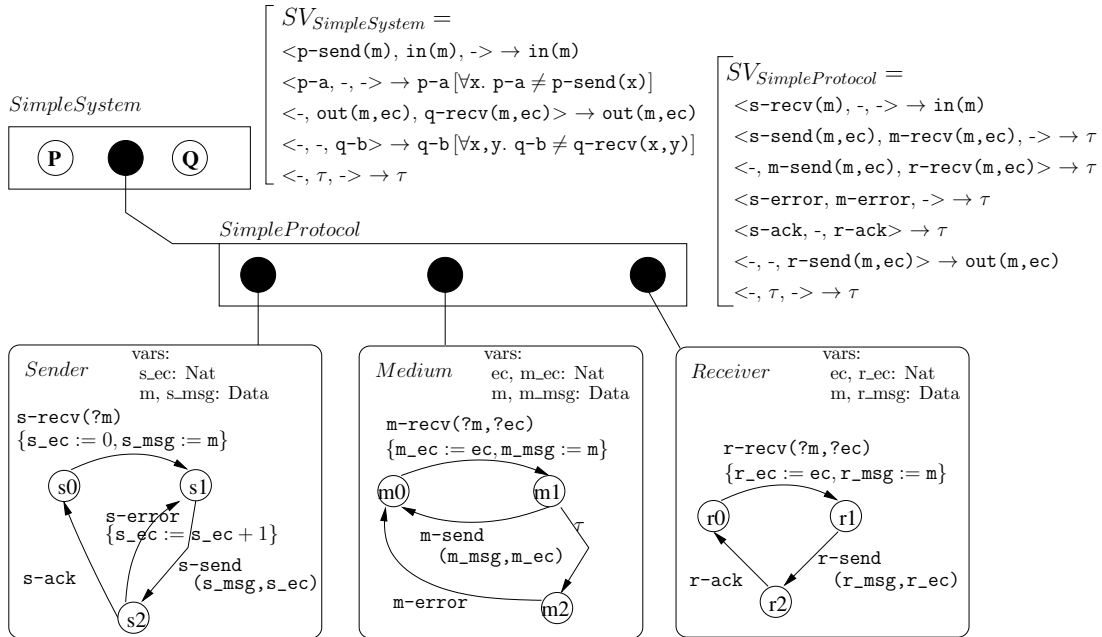 SV_SimpleSystem =
<p-send(m), in(m), -> → in(m)
<p-a, -, -> → p-a [∀x. p-a ≠ p-send(x)]
<-, out(m,ec), q-recv(m,ec)> → out(m,ec)
<-, -, q-b> → q-b [∀x,y. q-b ≠ q-recv(x,y)]
<-, τ, -> → τ
SV_SimpleProtocol =
<s-recv(m), -, -> → in(m)
<s-send(m,ec), m-recv(m,ec), -> → τ
<-, m-send(m,ec), r-recv(m,ec)> → τ
<s-error, m-error, -> → τ
<s-ack, -, r-ack> → τ
<-, -, r-send(m,ec)> → out(m,ec)
<-, τ, -> → τ
SimpleSystem
P
Q
SimpleProtocol
Sender
vars:
s_ec: Nat
m, s_msg: Data
s-recv(?m)
{s_ec := 0, s_msg := m}
s0
s1
s-error
{s_ec := s_ec + 1}
s-send
(s_msg,s_ec)
s-ack
s2
Medium
vars:
ec, m_ec: Nat
m, m_msg: Data
m-recv(?m,?ec)
{m_ec := ec, m_msg := m}
m0
m1
m-send
(m_msg,m_ec)
τ
m-error
m2
Receiver
vars:
ec, r_ec: Nat
m, r_msg: Data
r-recv(?m,?ec)
{r_ec := ec, r_msg := m}
r0
r1
r-send
(r_msg,r_ec)
r-ack
r2